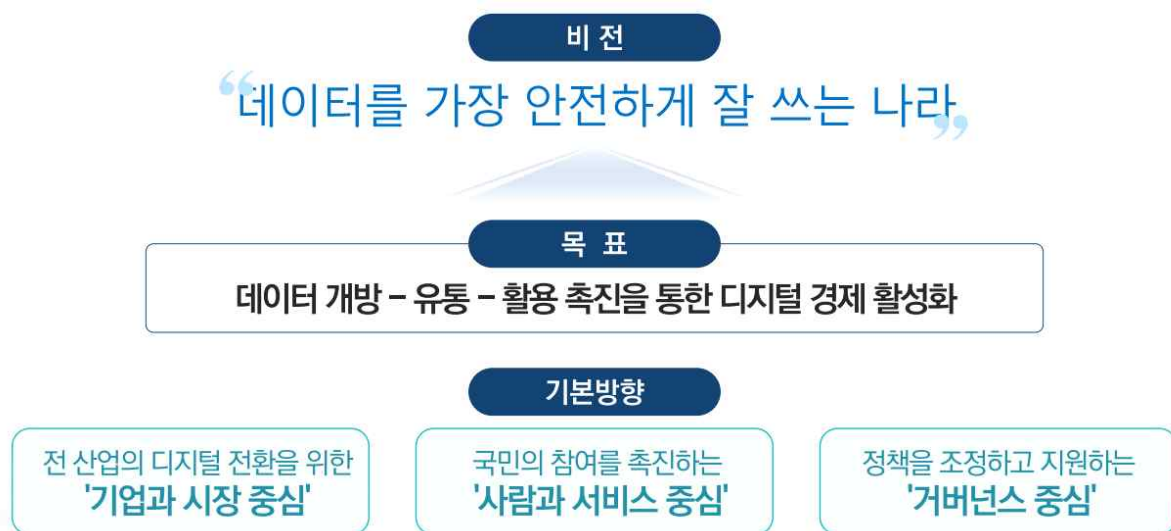 비 전
“데이터를 가장 안전하게 잘 쓰는 나라”
목 표
데이터 개방 – 유통 – 활용 촉진을 통한 디지털 경제 활성화
기본방향
전 산업의 디지털 전환을 위한
'기업과 시장 중심'
국민의 참여를 촉진하는
'사람과 서비스 중심'
정책을 조정하고 지원하는
'거버넌스 중심'